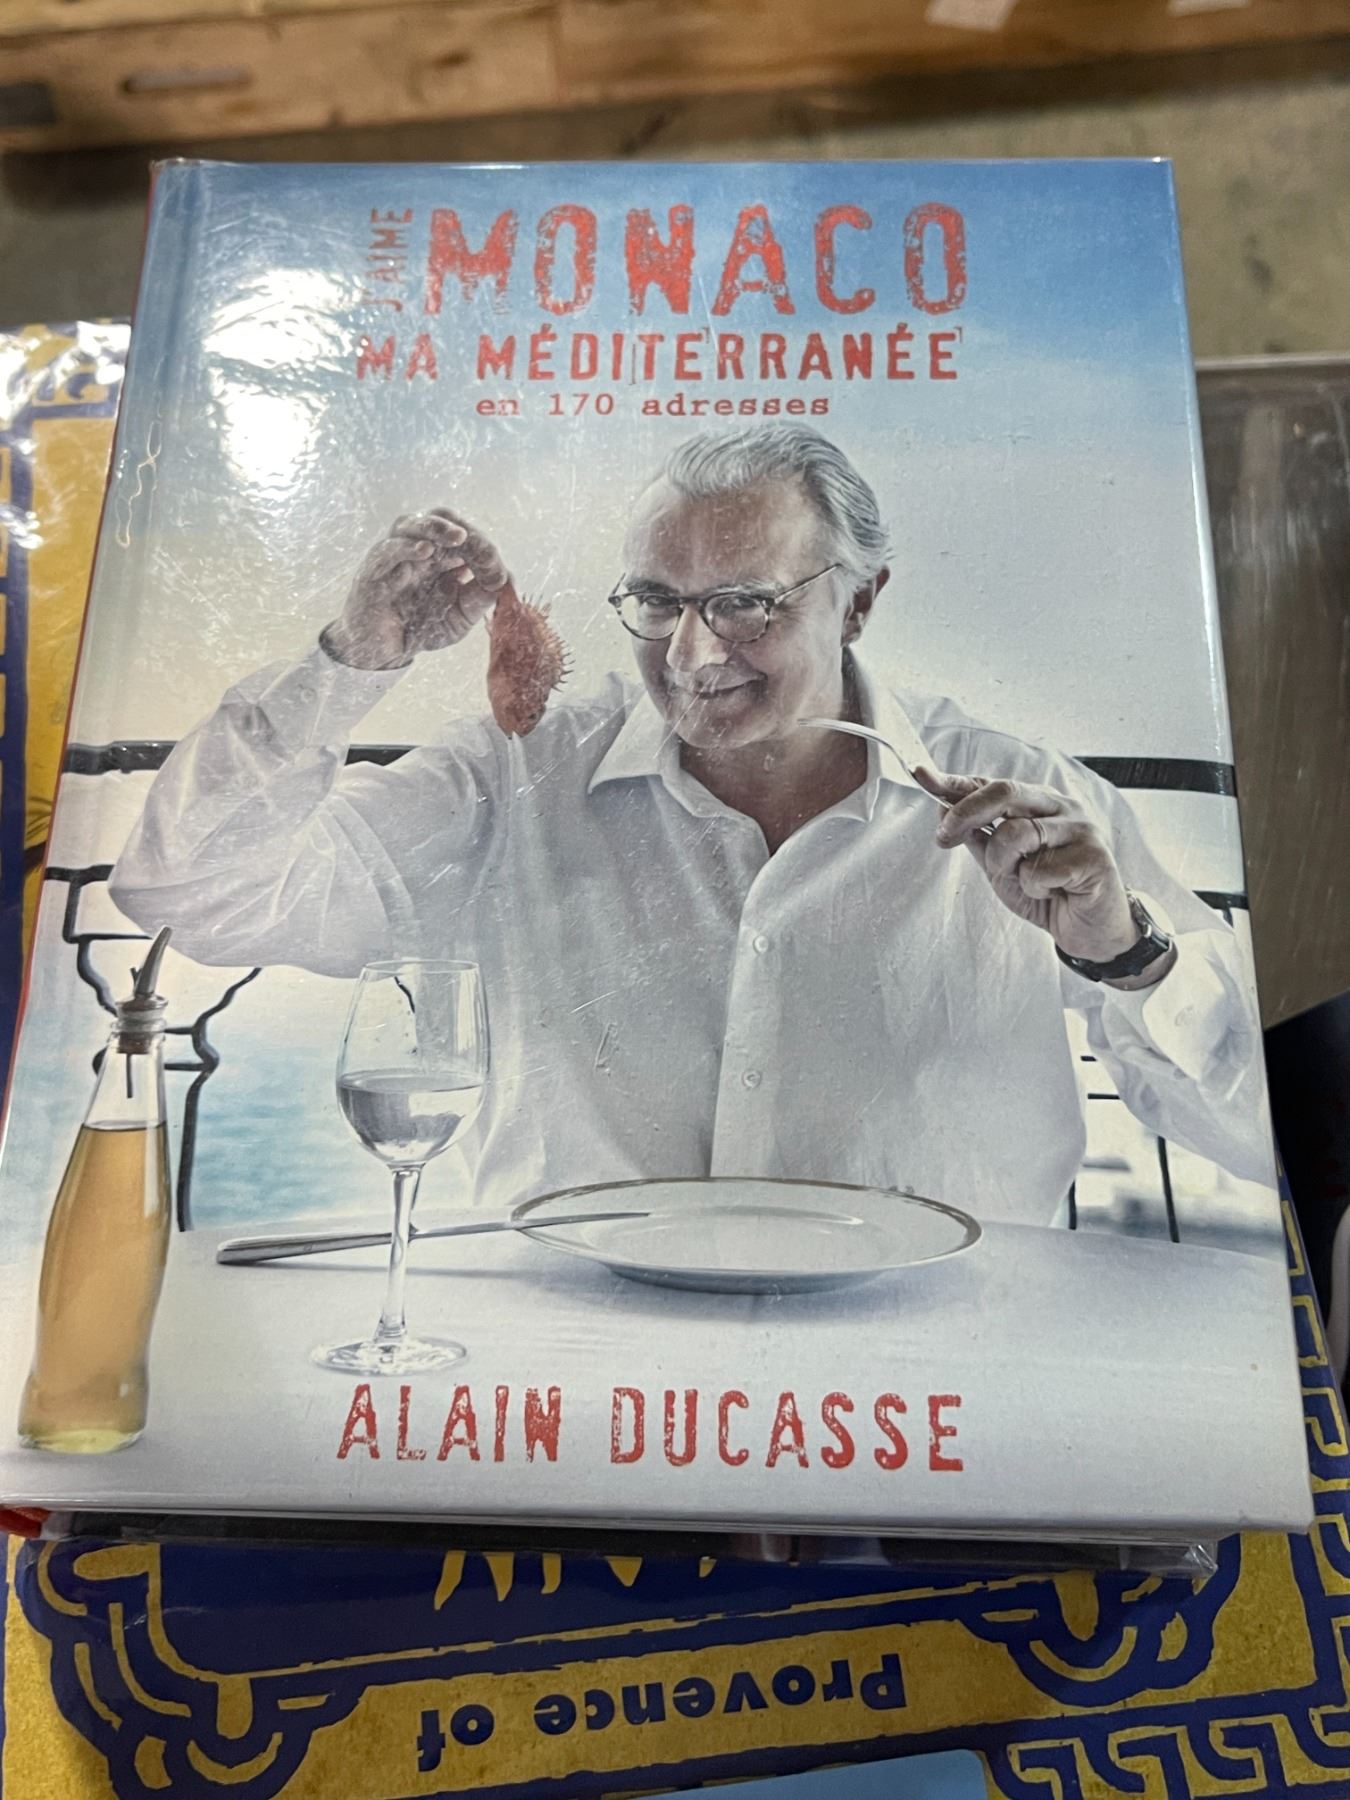 J'AIME
MONACO
MA MÉDITERRANÉE
en 170 adresses
ALAIN DUCASSE
Provence of